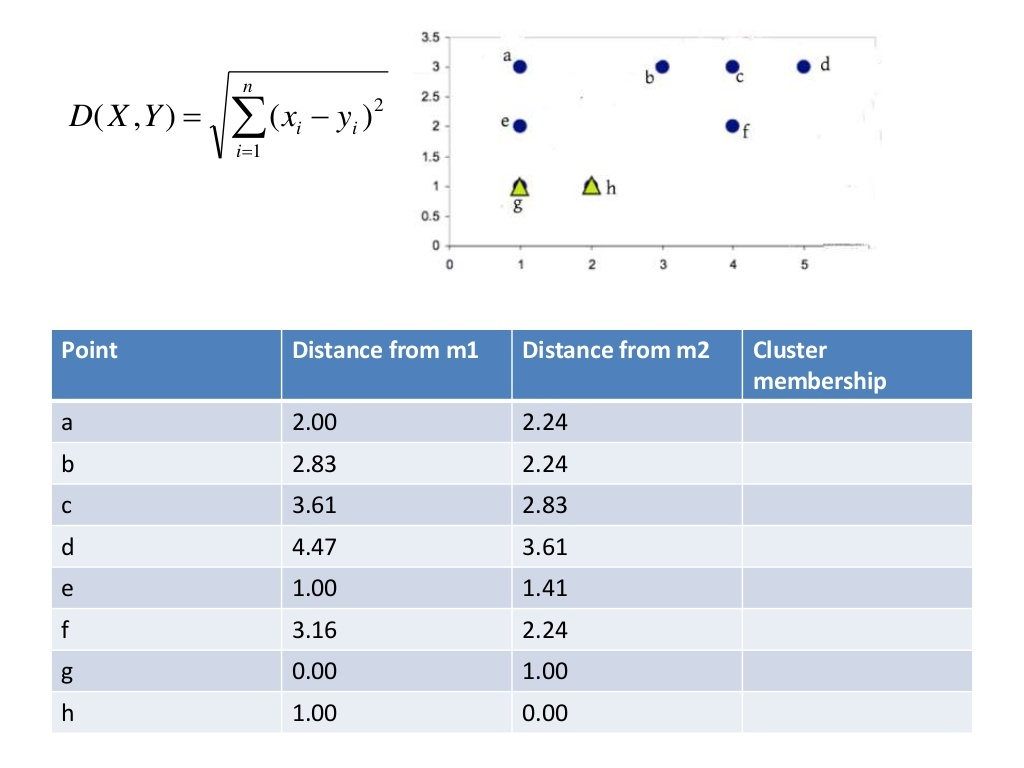 D(X,Y) = √(∑_{i=1}^{n} (x_i − y_i)^2)
3.5
3
2.5
2
1.5
1
0.5
0
0 1 2 3 4 5
a
b
c
d
e
f
g
h
Point Distance from m1 Distance from m2 Cluster membership
a 2.00 2.24
b 2.83 2.24
c 3.61 2.83
d 4.47 3.61
e 1.00 1.41
f 3.16 2.24
g 0.00 1.00
h 1.00 0.00